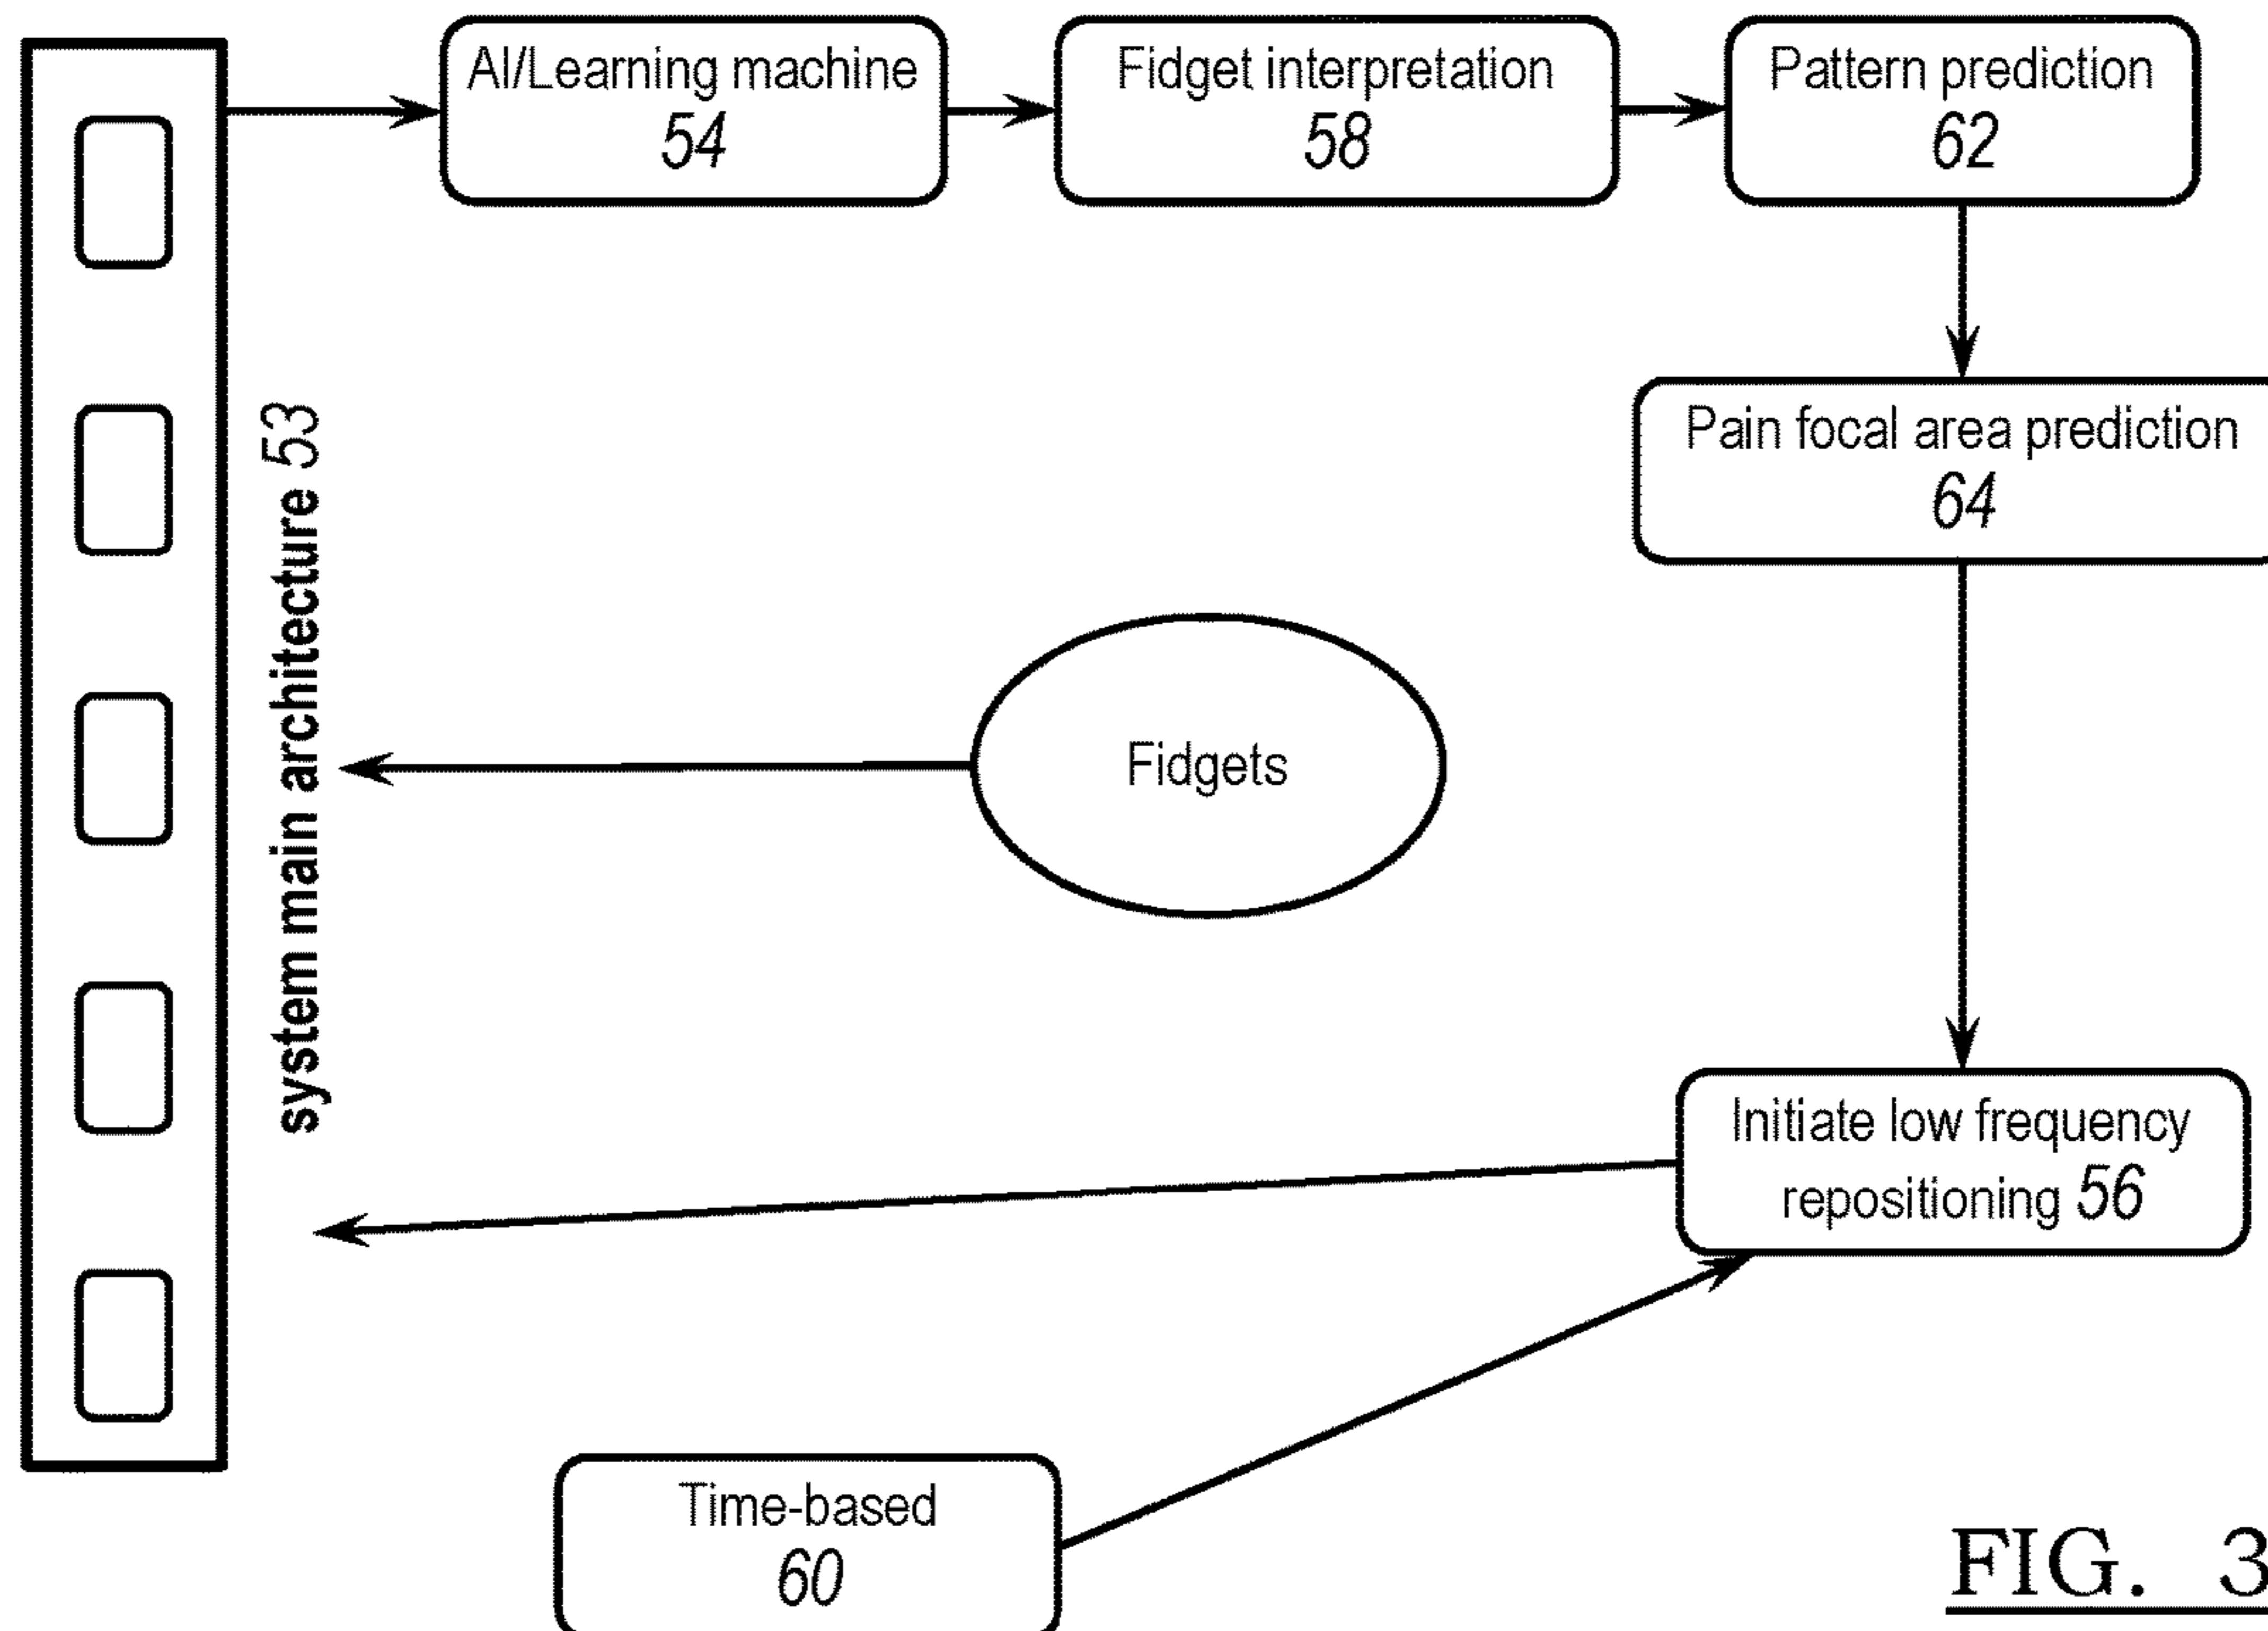 AI/Learning machine
54
Fidget interpretation
58
Pattern prediction
62
Pain focal area prediction
64
system main architecture 53
Fidgets
Initiate low frequency
repositioning 56
Time-based
60
FIG. 3